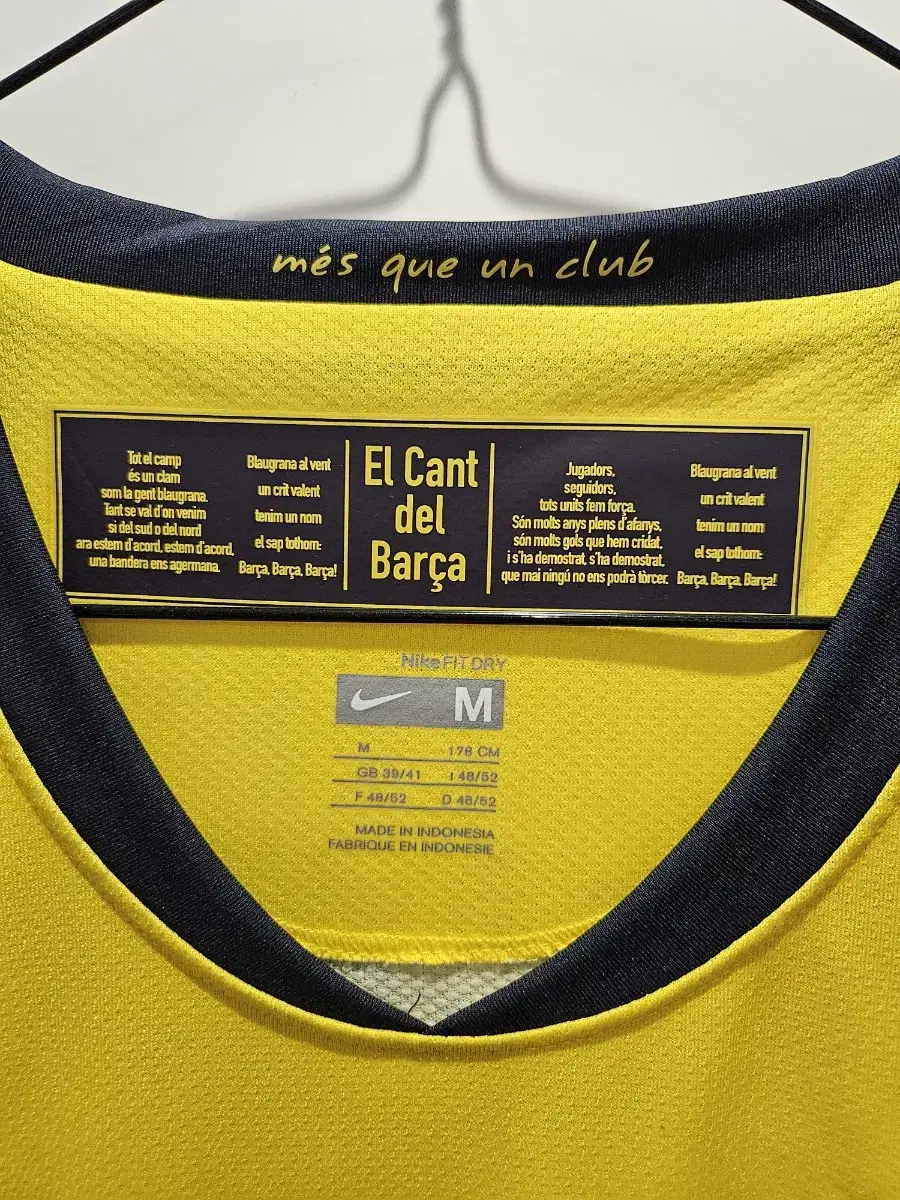 més que un club
Tot el camp
és un clam
som la gent blaugrana.
Tant se val d'on venim
si del sud o del nord
ara estem d'acord, estem d'acord,
una bandera ens agermana.
Blaugrana al vent
un crit valent
tenim un nom
el sap tothom:
Barça, Barça, Barça!
El Cant
del
Barça
Jugadors,
seguidors,
tots units fem força.
Són molts anys plens d'afanys,
són molts gols que hem cridat,
i s'ha demostrat, s'ha demostrat,
que mai ningú no ens podrà tòrcer.
Blaugrana al vent
un crit valent
tenim un nom
el sap tothom:
Barça, Barça, Barça!
Nike FIT DRY
M
M 178 CM
GB 39/41 I 48/52
F 48/52 D 48/52
MADE IN INDONESIA
FABRIQUE EN INDONESIE